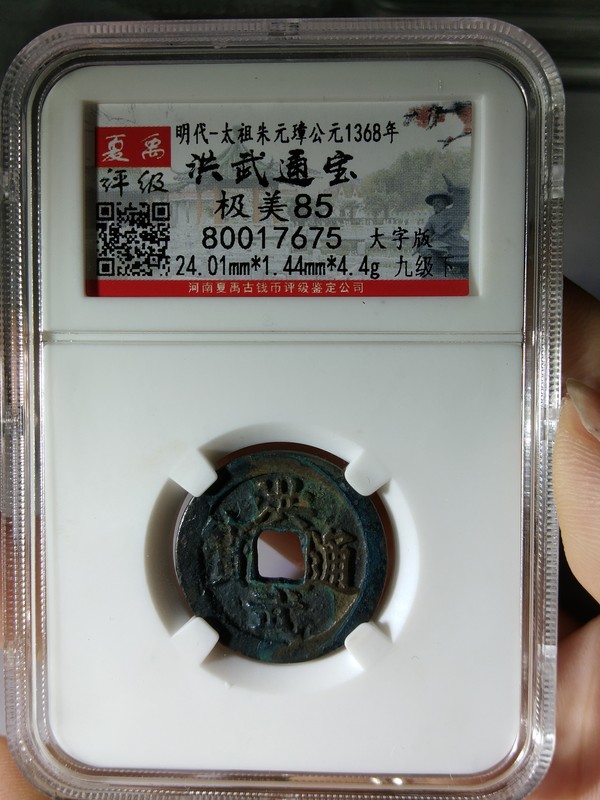 夏禹
评级
明代-太祖朱元璋公元1368年
洪武通宝
极美85
80017675 大字版
24.01mm*1.44mm*4.4g 九级下
河南夏禹古钱币评级鉴定公司
洪武通寶